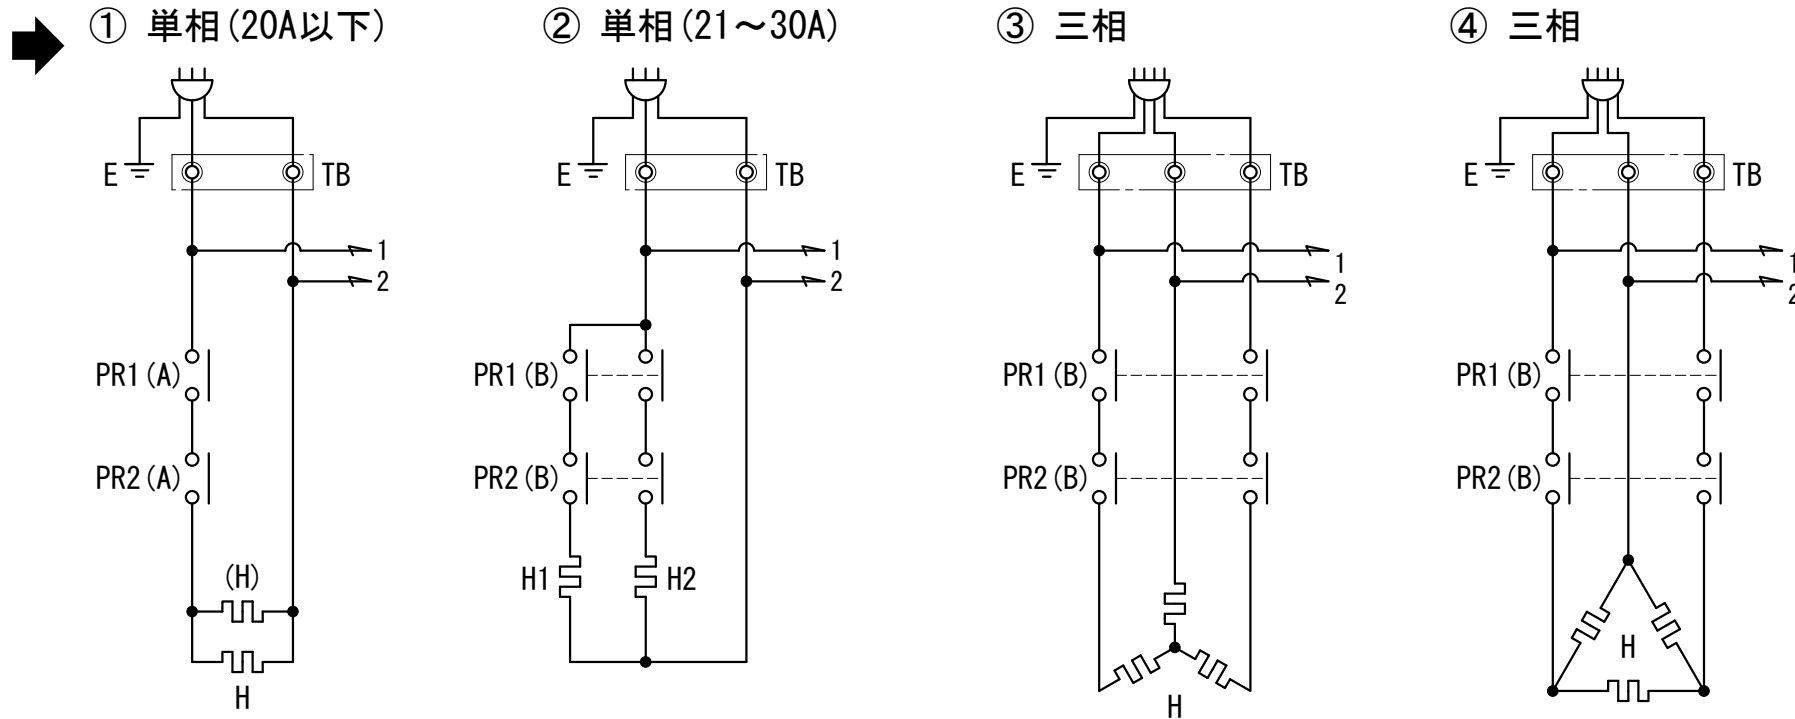 ① 単相(20A以下)
E
TB
1
2
PR1(A)
PR2(A)
(H)
H
② 単相(21～30A)
E
TB
1
2
PR1(B)
PR2(B)
H1
H2
③ 三相
E
TB
1
2
PR1(B)
PR2(B)
H
④ 三相
E
TB
1
2
PR1(B)
PR2(B)
H